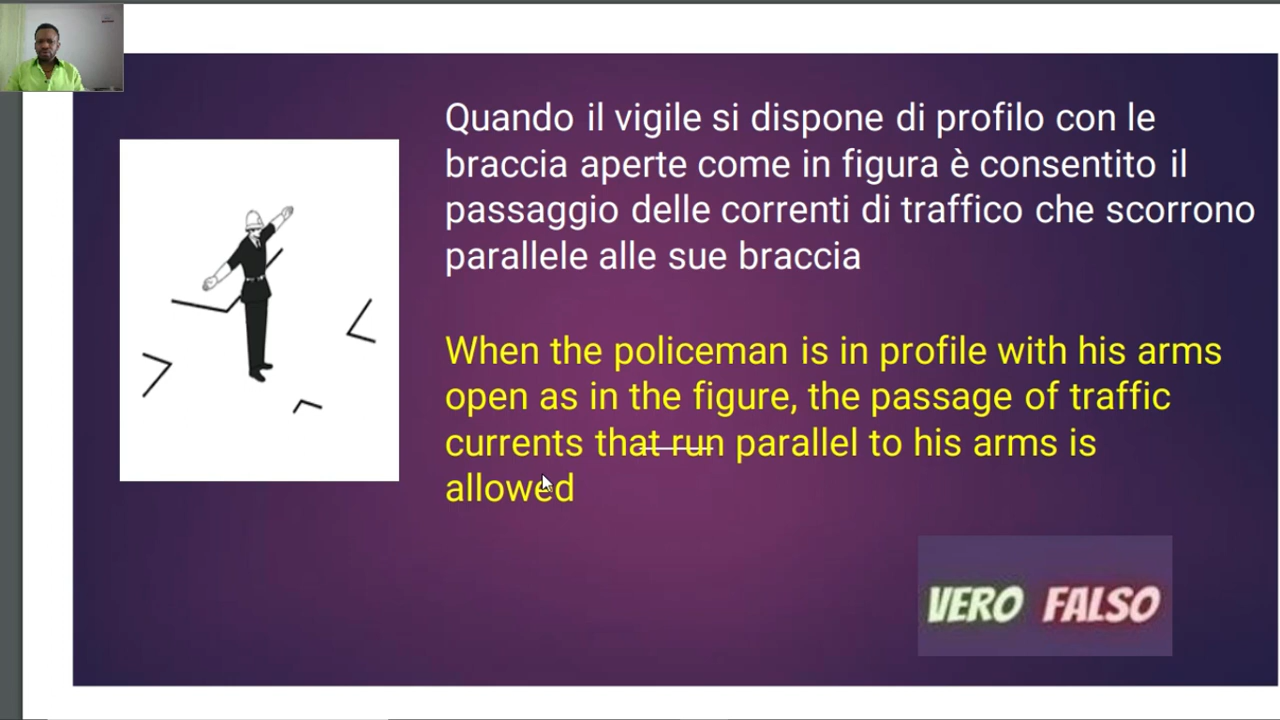 Quando il vigile si dispone di profilo con le
braccia aperte come in figura è consentito il
passaggio delle correnti di traffico che scorrono
parallele alle sue braccia
When the policeman is in profile with his arms
open as in the figure, the passage of traffic
currents that run parallel to his arms is
allowed
VERO FALSO